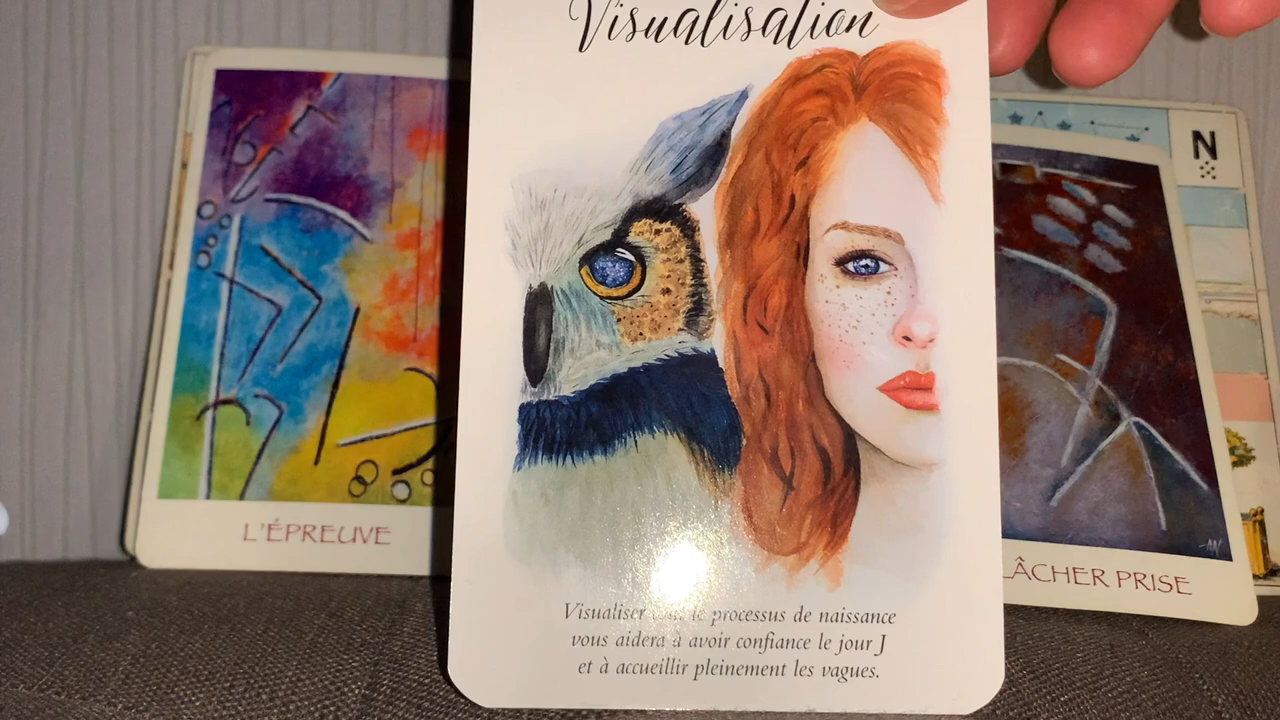 Visualisation
N
L'ÉPREUVE
LÂCHER PRISE
Visualiser le processus de naissance
vous aidera à avoir confiance le jour J
et à accueillir pleinement les vagues.